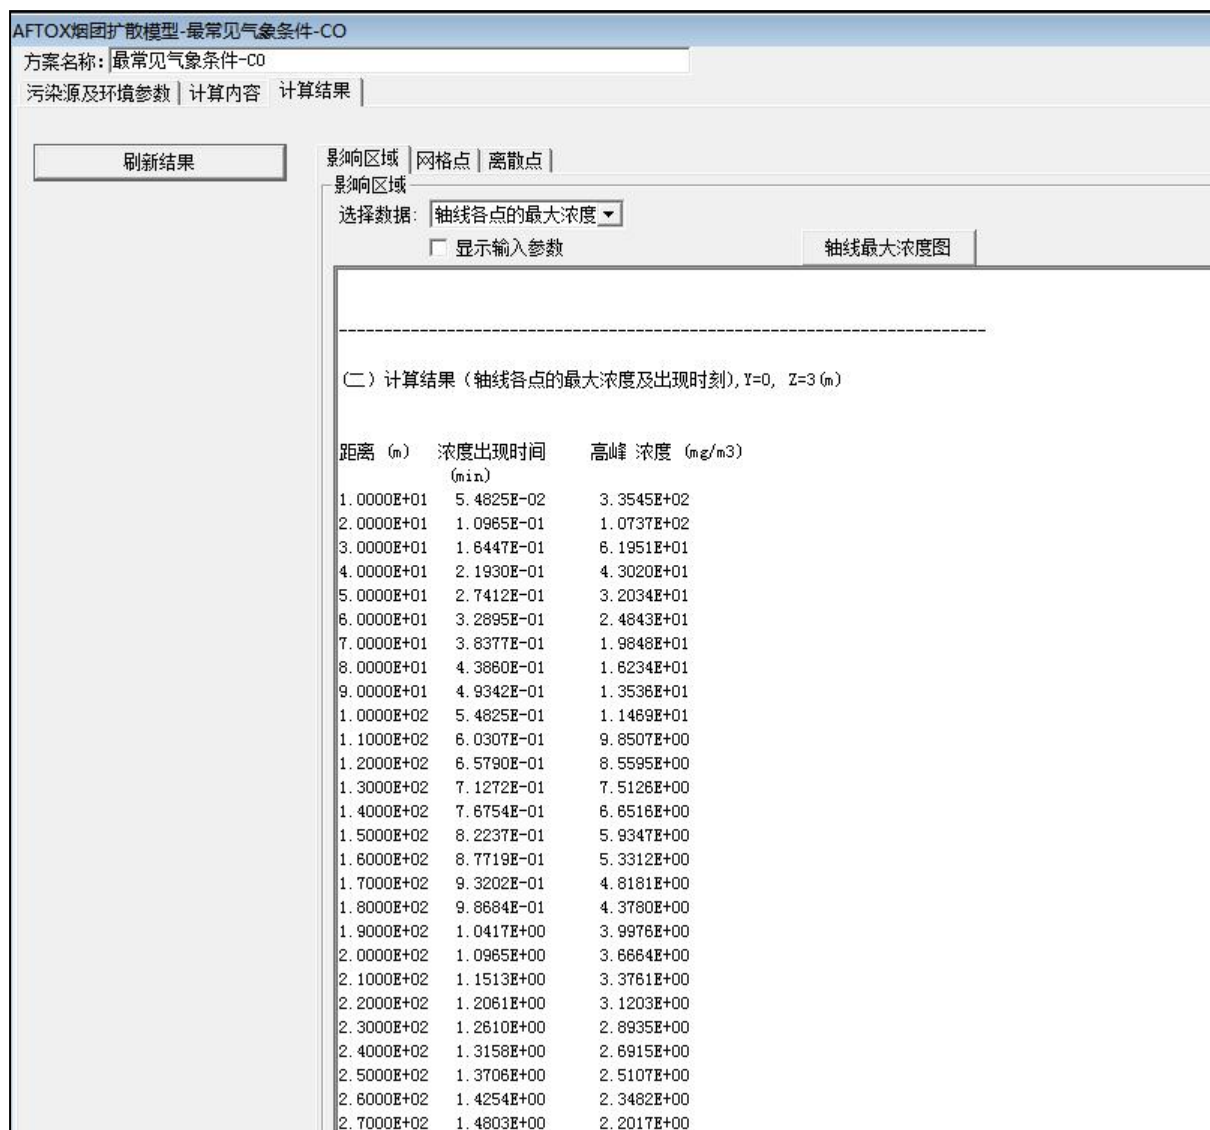 AFTOX烟团扩散模型-最常见气象条件-CO
方案名称: 最常见气象条件-CO
污染源及环境参数 计算内容 计算结果
刷新结果
影响区域 网格点 离散点
影响区域
选择数据: 轴线各点的最大浓度
显示输入参数 轴线最大浓度图
------------------------------------------------------------------------
(二) 计算结果 (轴线各点的最大浓度及出现时刻), Y=0, Z=3(m)
距离 (m) 浓度出现时间 高峰 浓度 (mg/m3)
(min)
1.0000E+01 5.4825E-02 3.3545E+02
2.0000E+01 1.0965E-01 1.0737E+02
3.0000E+01 1.6447E-01 6.1951E+01
4.0000E+01 2.1930E-01 4.3020E+01
5.0000E+01 2.7412E-01 3.2034E+01
6.0000E+01 3.2895E-01 2.4843E+01
7.0000E+01 3.8377E-01 1.9848E+01
8.0000E+01 4.3860E-01 1.6234E+01
9.0000E+01 4.9342E-01 1.3536E+01
1.0000E+02 5.4825E-01 1.1469E+01
1.1000E+02 6.0307E-01 9.8507E+00
1.2000E+02 6.5790E-01 8.5595E+00
1.3000E+02 7.1272E-01 7.5126E+00
1.4000E+02 7.6754E-01 6.6516E+00
1.5000E+02 8.2237E-01 5.9347E+00
1.6000E+02 8.7719E-01 5.3312E+00
1.7000E+02 9.3202E-01 4.8181E+00
1.8000E+02 9.8684E-01 4.3780E+00
1.9000E+02 1.0417E+00 3.9976E+00
2.0000E+02 1.0965E+00 3.6664E+00
2.1000E+02 1.1513E+00 3.3761E+00
2.2000E+02 1.2061E+00 3.1203E+00
2.3000E+02 1.2610E+00 2.8935E+00
2.4000E+02 1.3158E+00 2.6915E+00
2.5000E+02 1.3706E+00 2.5107E+00
2.6000E+02 1.4254E+00 2.3482E+00
2.7000E+02 1.4803E+00 2.2017E+00